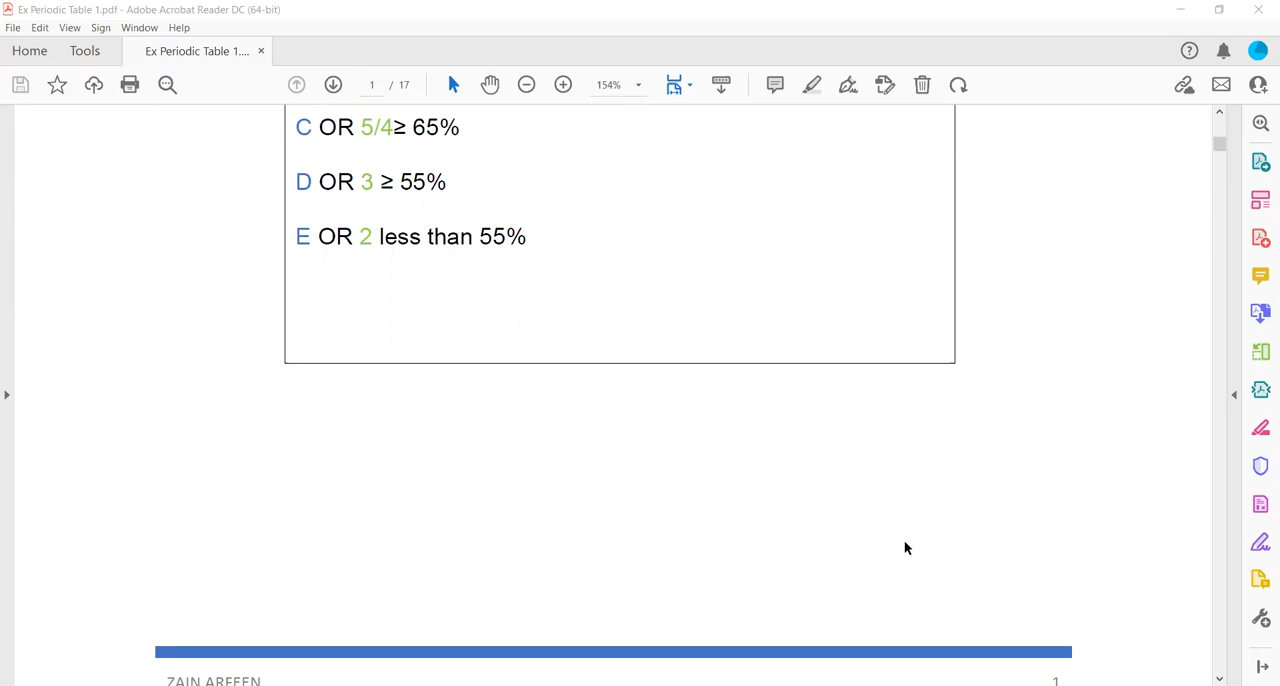 Ex Periodic Table 1.pdf - Adobe Acrobat Reader DC (64-bit)
File Edit View Sign Window Help
Home Tools Ex Periodic Table 1.... ×
1 / 17 154%
C OR 5/4≥ 65%
D OR 3 ≥ 55%
E OR 2 less than 55%
ZAIN ARFEEN 1